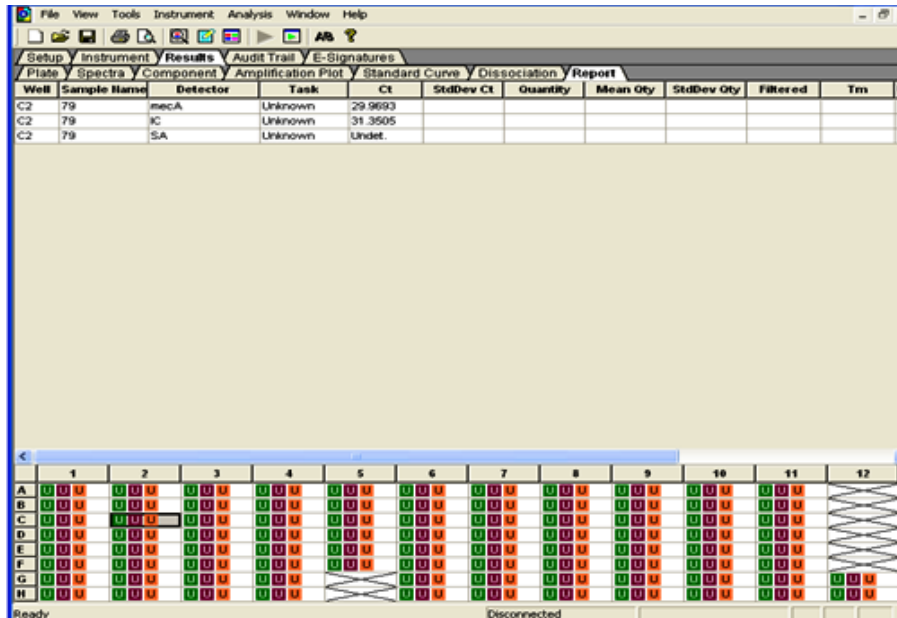 File View Tools Instrument Analysis Window Help
Setup Instrument Results Audit Trail E-Signatures
Plate Spectra Component Amplification Plot Standard Curve Dissociation Report
Well Sample Name Detector Task Ct StdDev Ct Quantity Mean Qty StdDev Qty Filtered Tm
C2 79 mecA Unknown 29.9693
C2 79 IC Unknown 31.3505
C2 79 SA Unknown Undet.
1 2 3 4 5 6 7 8 9 10 11 12
A U U U U U U U U U U U U U U U U U U U U U U U U U U U U U U U U U
B U U U U U U U U U U U U U U U U U U U U U U U U U U U U U U U U U
C U U U U U U U U U U U U U U U U U U U U U U U U U U U U U U U U U
D U U U U U U U U U U U U U U U U U U U U U U U U U U U U U U U U U
E U U U U U U U U U U U U U U U U U U U U U U U U U U U U U U U U U
F U U U U U U U U U U U U U U U U U U U U U U U U U U U U U U U U U
G U U U U U U U U U U U U U U U U U U U U U U U U U U U U U U U U U
H U U U U U U U U U U U U U U U U U U U U U U U U U U U U U U U U U
Ready Disconnected